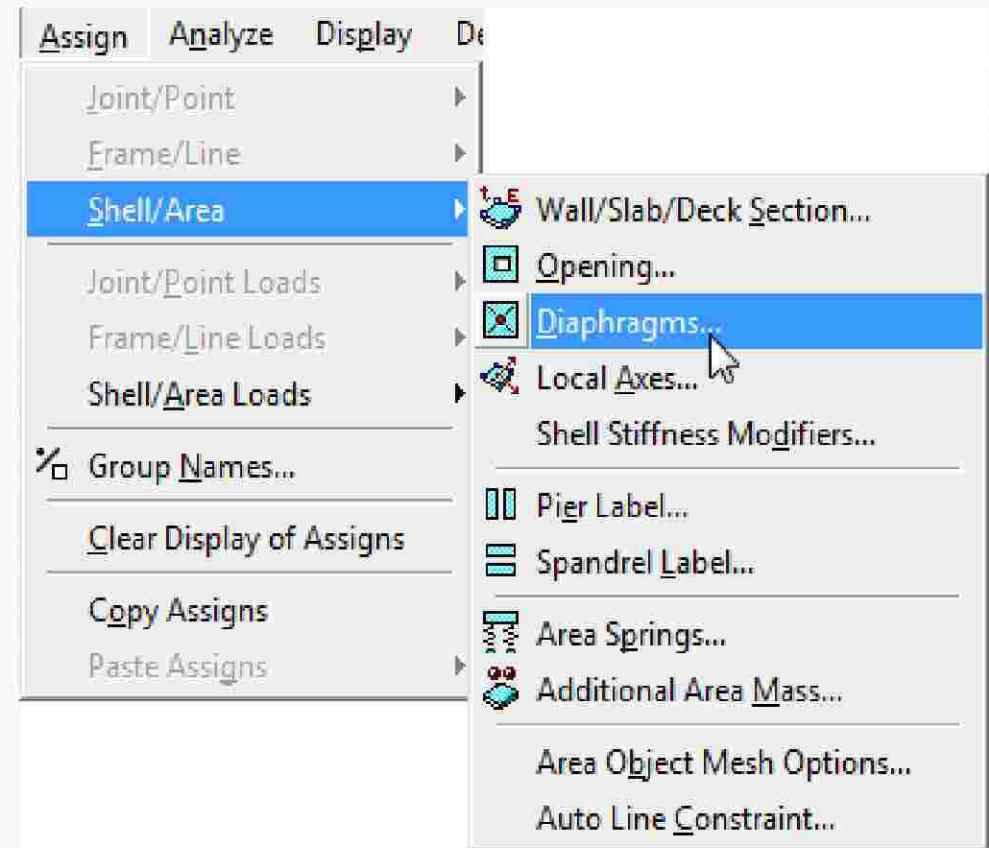 Assign Analyze Display De
Joint/Point
Frame/Line
Shell/Area
Joint/Point Loads
Frame/Line Loads
Shell/Area Loads
Group Names...
Clear Display of Assigns
Copy Assigns
Paste Assigns
Wall/Slab/Deck Section...
Opening...
Diaphragms...
Local Axes...
Shell Stiffness Modifiers...
Pier Label...
Spandrel Label...
Area Springs...
Additional Area Mass...
Area Object Mesh Options...
Auto Line Constraint...